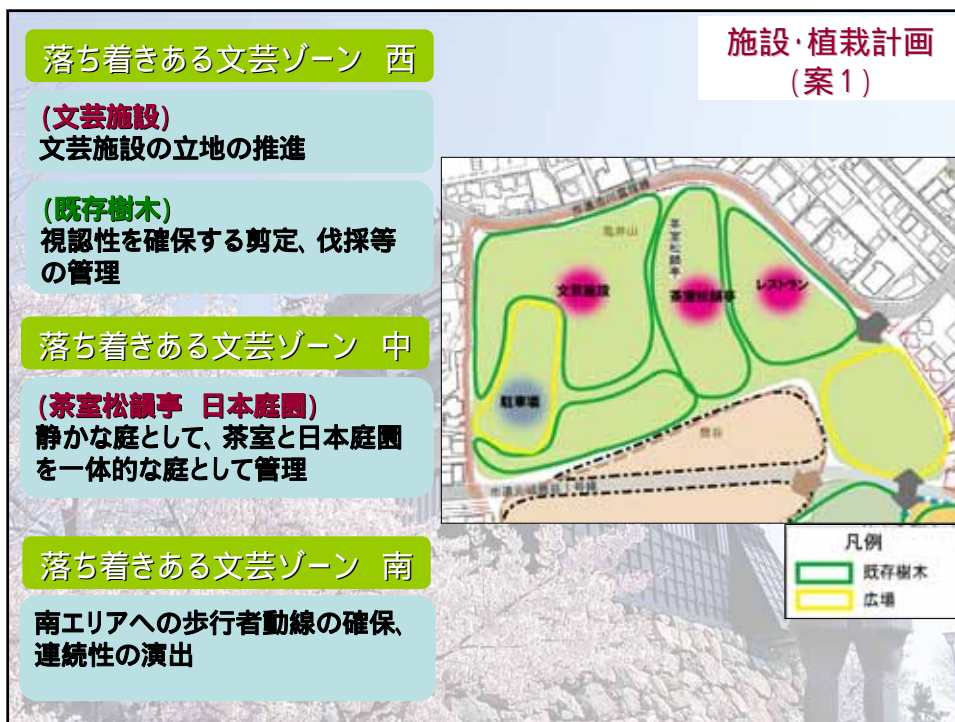 施設・植栽計画
(案1)
落ち着きある文芸ゾーン 西
(文芸施設)
文芸施設の立地の推進
(既存樹木)
視認性を確保する剪定、伐採等
の管理
落ち着きある文芸ゾーン 中
(茶室松韻亭 日本庭園)
静かな庭として、茶室と日本庭園
を一体的な庭として管理
落ち着きある文芸ゾーン 南
南エリアへの歩行者動線の確保、
連続性の演出
亀井山
茶室松韻亭
文芸施設
茶室松韻亭
レストラン
駐車場
凡例
既存樹木
広場